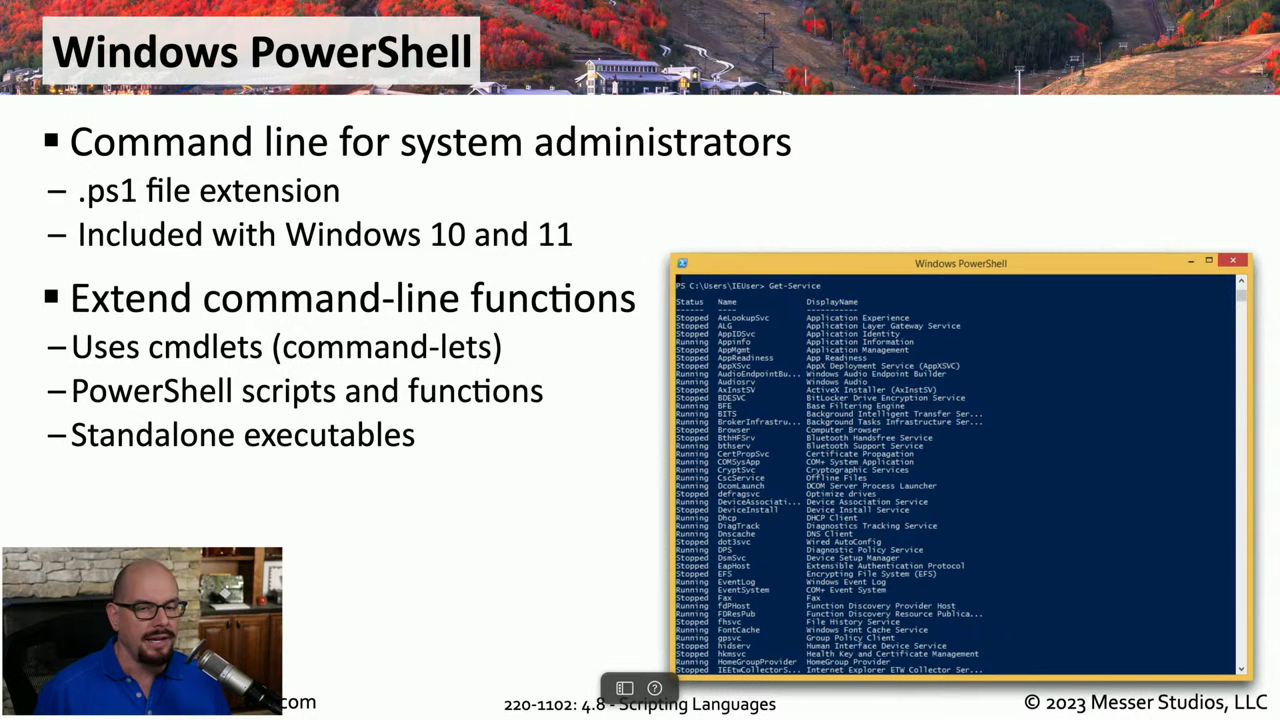 Windows PowerShell
▪ Command line for system administrators
– .ps1 file extension
– Included with Windows 10 and 11
▪ Extend command-line functions
–Uses cmdlets (command-lets)
–PowerShell scripts and functions
–Standalone executables
Windows PowerShell
PS C:\Users\IEUser> Get-Service
Status Name DisplayName
------ ---- -----------
Stopped AeLookupSvc Application Experience
Stopped ALG Application Layer Gateway Service
Stopped AppIDSvc Application Identity
Running Appinfo Application Information
Stopped AppMgmt Application Management
Stopped AppReadiness App Readiness
Stopped AppXSvc AppX Deployment Service (AppXSVC)
Running AudioEndpointBu... Windows Audio Endpoint Builder
Running Audiosrv Windows Audio
Stopped AxInstSV ActiveX Installer (AxInstSV)
Stopped BDESVC BitLocker Drive Encryption Service
Running BFE Base Filtering Engine
Running BITS Background Intelligent Transfer Ser...
Running BrokerInfrastru... Background Tasks Infrastructure Ser...
Stopped Browser Computer Browser
Stopped BthHFSrv Bluetooth Handsfree Service
Running bthserv Bluetooth Support Service
Running CertPropSvc Certificate Propagation
Running COMSysApp COM+ System Application
Running CryptSvc Cryptographic Services
Running CscService Offline Files
Running DcomLaunch DCOM Server Process Launcher
Stopped defragsvc Optimize drives
Running DeviceAssociati... Device Association Service
Stopped DeviceInstall Device Install Service
Running Dhcp DHCP Client
Running DiagTrack Diagnostics Tracking Service
Running Dnscache DNS Client
Stopped dot3svc Wired AutoConfig
Running DPS Diagnostic Policy Service
Running DsmSvc Device Setup Manager
Stopped EapHost Extensible Authentication Protocol
Stopped EFS Encrypting File System (EFS)
Running EventLog Windows Event Log
Running EventSystem COM+ Event System
Stopped Fax Fax
Running fdPHost Function Discovery Provider Host
Running FDResPub Function Discovery Resource Publica...
Stopped fhsvc File History Service
Running FontCache Windows Font Cache Service
Running gpsvc Group Policy Client
Stopped hidserv Human Interface Device Service
Stopped hkmsvc Health Key and Certificate Management
Running HomeGroupProvider HomeGroup Provider
Stopped IEEtwCollectorS... Internet Explorer ETW Collector Ser...
.com
220-1102: 4.8 - Scripting Languages
© 2023 Messer Studios, LLC